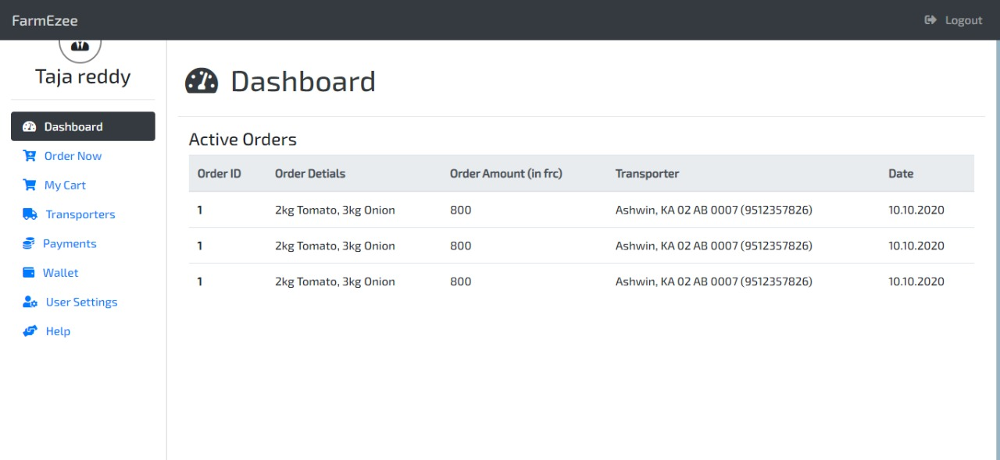 FarmEzee
Logout
Taja reddy
Dashboard
Order Now
My Cart
Transporters
Payments
Wallet
User Settings
Help
Dashboard
Active Orders
Order ID Order Detials Order Amount (in frc) Transporter Date
1 2kg Tomato, 3kg Onion 800 Ashwin, KA 02 AB 0007 (9512357826) 10.10.2020
1 2kg Tomato, 3kg Onion 800 Ashwin, KA 02 AB 0007 (9512357826) 10.10.2020
1 2kg Tomato, 3kg Onion 800 Ashwin, KA 02 AB 0007 (9512357826) 10.10.2020